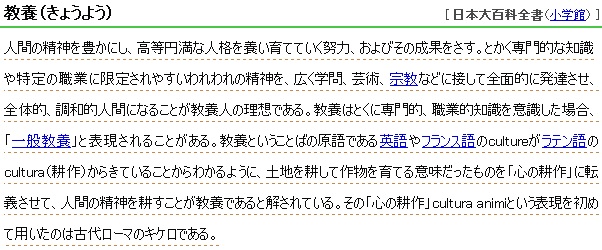 教養(きょうよう) [ 日本大百科全書(小学館) ]
人間の精神を豊かにし、高等円満な人格を養い育てていく努力、およびその成果をさす。とかく専門的な知識
や特定の職業に限定されやすいわれわれの精神を、広く学問、芸術、宗教などに接して全面的に発達させ、
全体的、調和的人間になることが教養人の理想である。教養はとくに専門的、職業的知識を意識した場合、
「一般教養」と表現されることがある。教養ということばの原語である英語やフランス語のcultureがラテン語の
cultura(耕作)からきていることからわかるように、土地を耕して作物を育てる意味だったものを「心の耕作」に転
義させて、人間の精神を耕すことが教養であると解されている。その「心の耕作」cultura animiという表現を初め
て用いたのは古代ローマのキケロである。